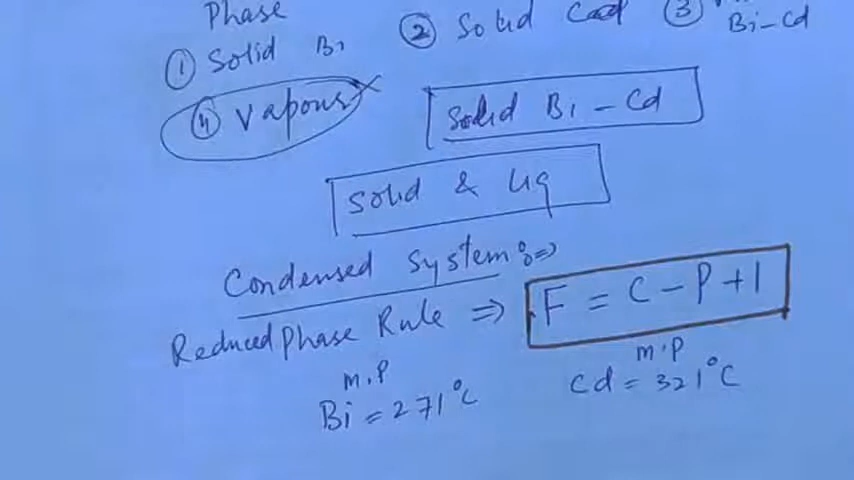 Phase
① Solid Bi ② Solid Cd ③
Bi-Cd
④ Vapous
Solid Bi - Cd
Solid & Liq
Condensed System :⇒
Reduced Phase Rule ⇒ F = C - P + 1
m.p m.p
Bi = 271°C Cd = 321°C